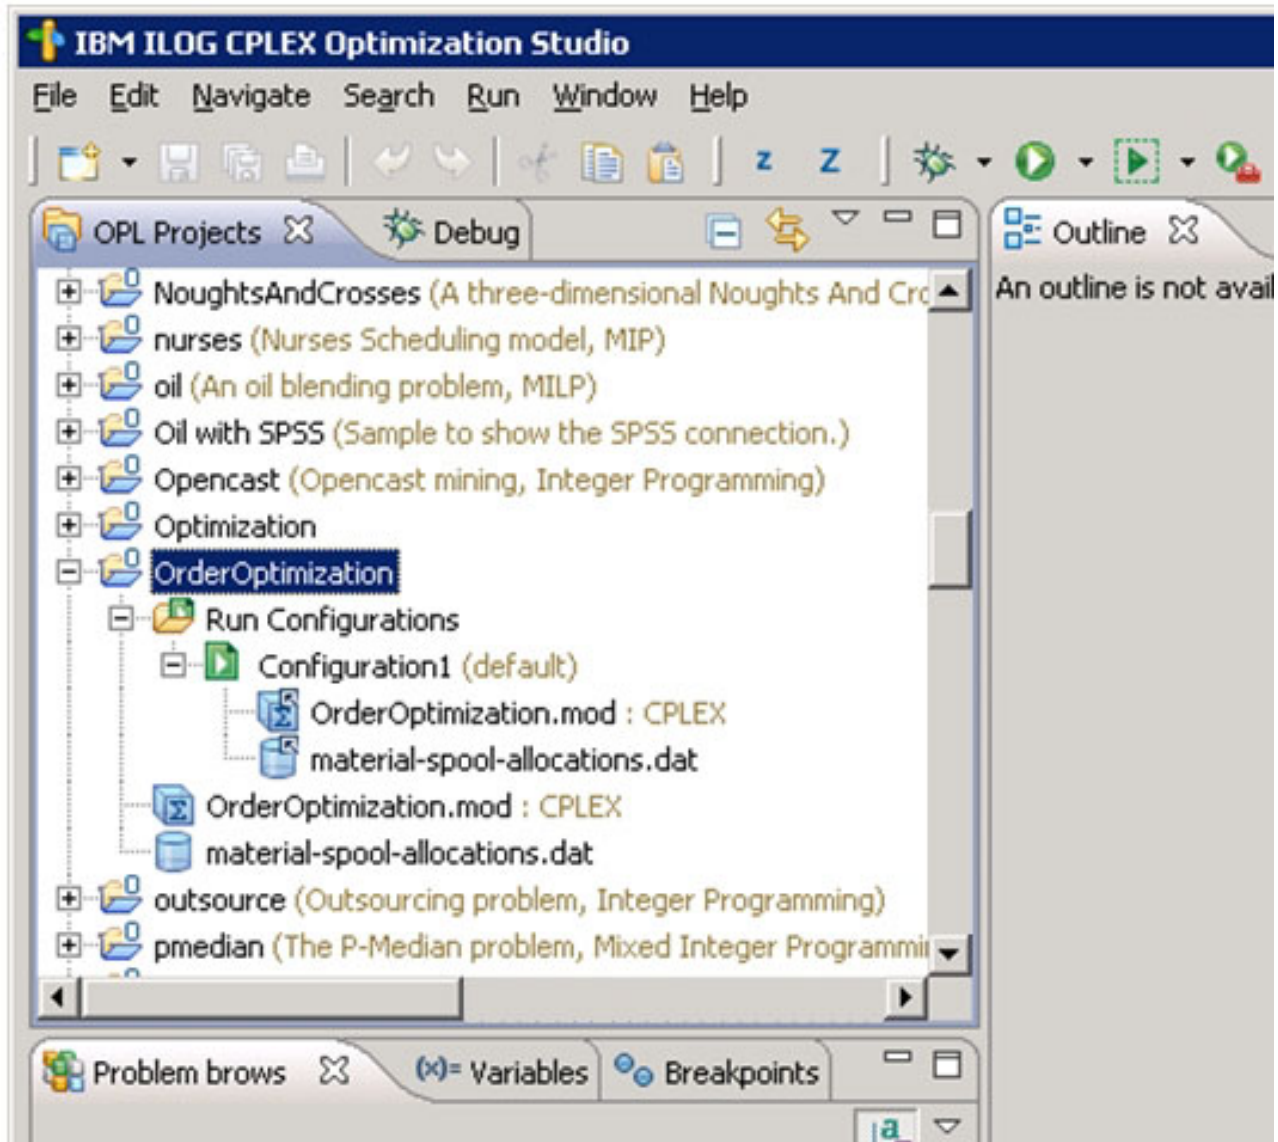 IBM ILOG CPLEX Optimization Studio
File Edit Navigate Search Run Window Help
z Z
OPL Projects Debug Outline
An outline is not avail
NoughtsAndCrosses (A three-dimensional Noughts And Cro
nurses (Nurses Scheduling model, MIP)
oil (An oil blending problem, MILP)
Oil with SPSS (Sample to show the SPSS connection.)
Opencast (Opencast mining, Integer Programming)
Optimization
OrderOptimization
Run Configurations
Configuration1 (default)
OrderOptimization.mod : CPLEX
material-spool-allocations.dat
OrderOptimization.mod : CPLEX
material-spool-allocations.dat
outsource (Outsourcing problem, Integer Programming)
pmedian (The P-Median problem, Mixed Integer Programmi
Problem brows (x)= Variables Breakpoints
a